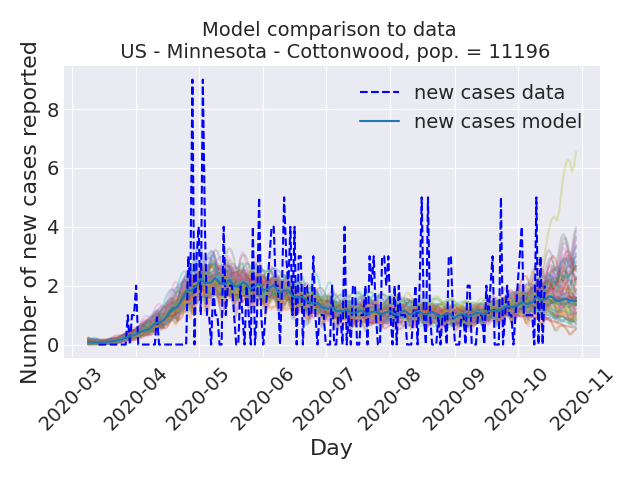 Model comparison to data
US - Minnesota - Cottonwood, pop. = 11196
new cases data
new cases model
Number of new cases reported
8
6
4
2
0
2020-03
2020-04
2020-05
2020-06
2020-07
2020-08
2020-09
2020-10
2020-11
Day